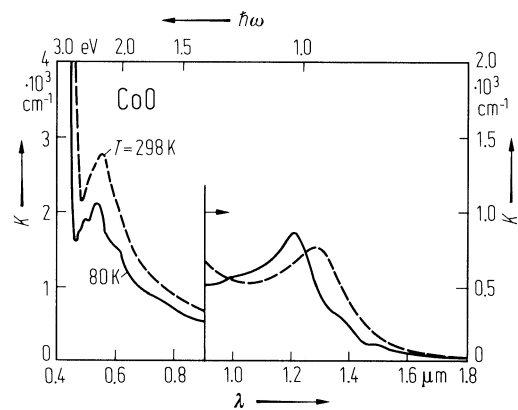 ħω
3.0 eV 2.0 1.5 1.0
4 2.0
·10³ cm⁻¹ ·10³ cm⁻¹
CoO
3 1.5
T = 298 K
K K
2 1.0
80 K
1 0.5
0 0
0.4 0.6 0.8 1.0 1.2 1.4 1.6 μm 1.8
λ